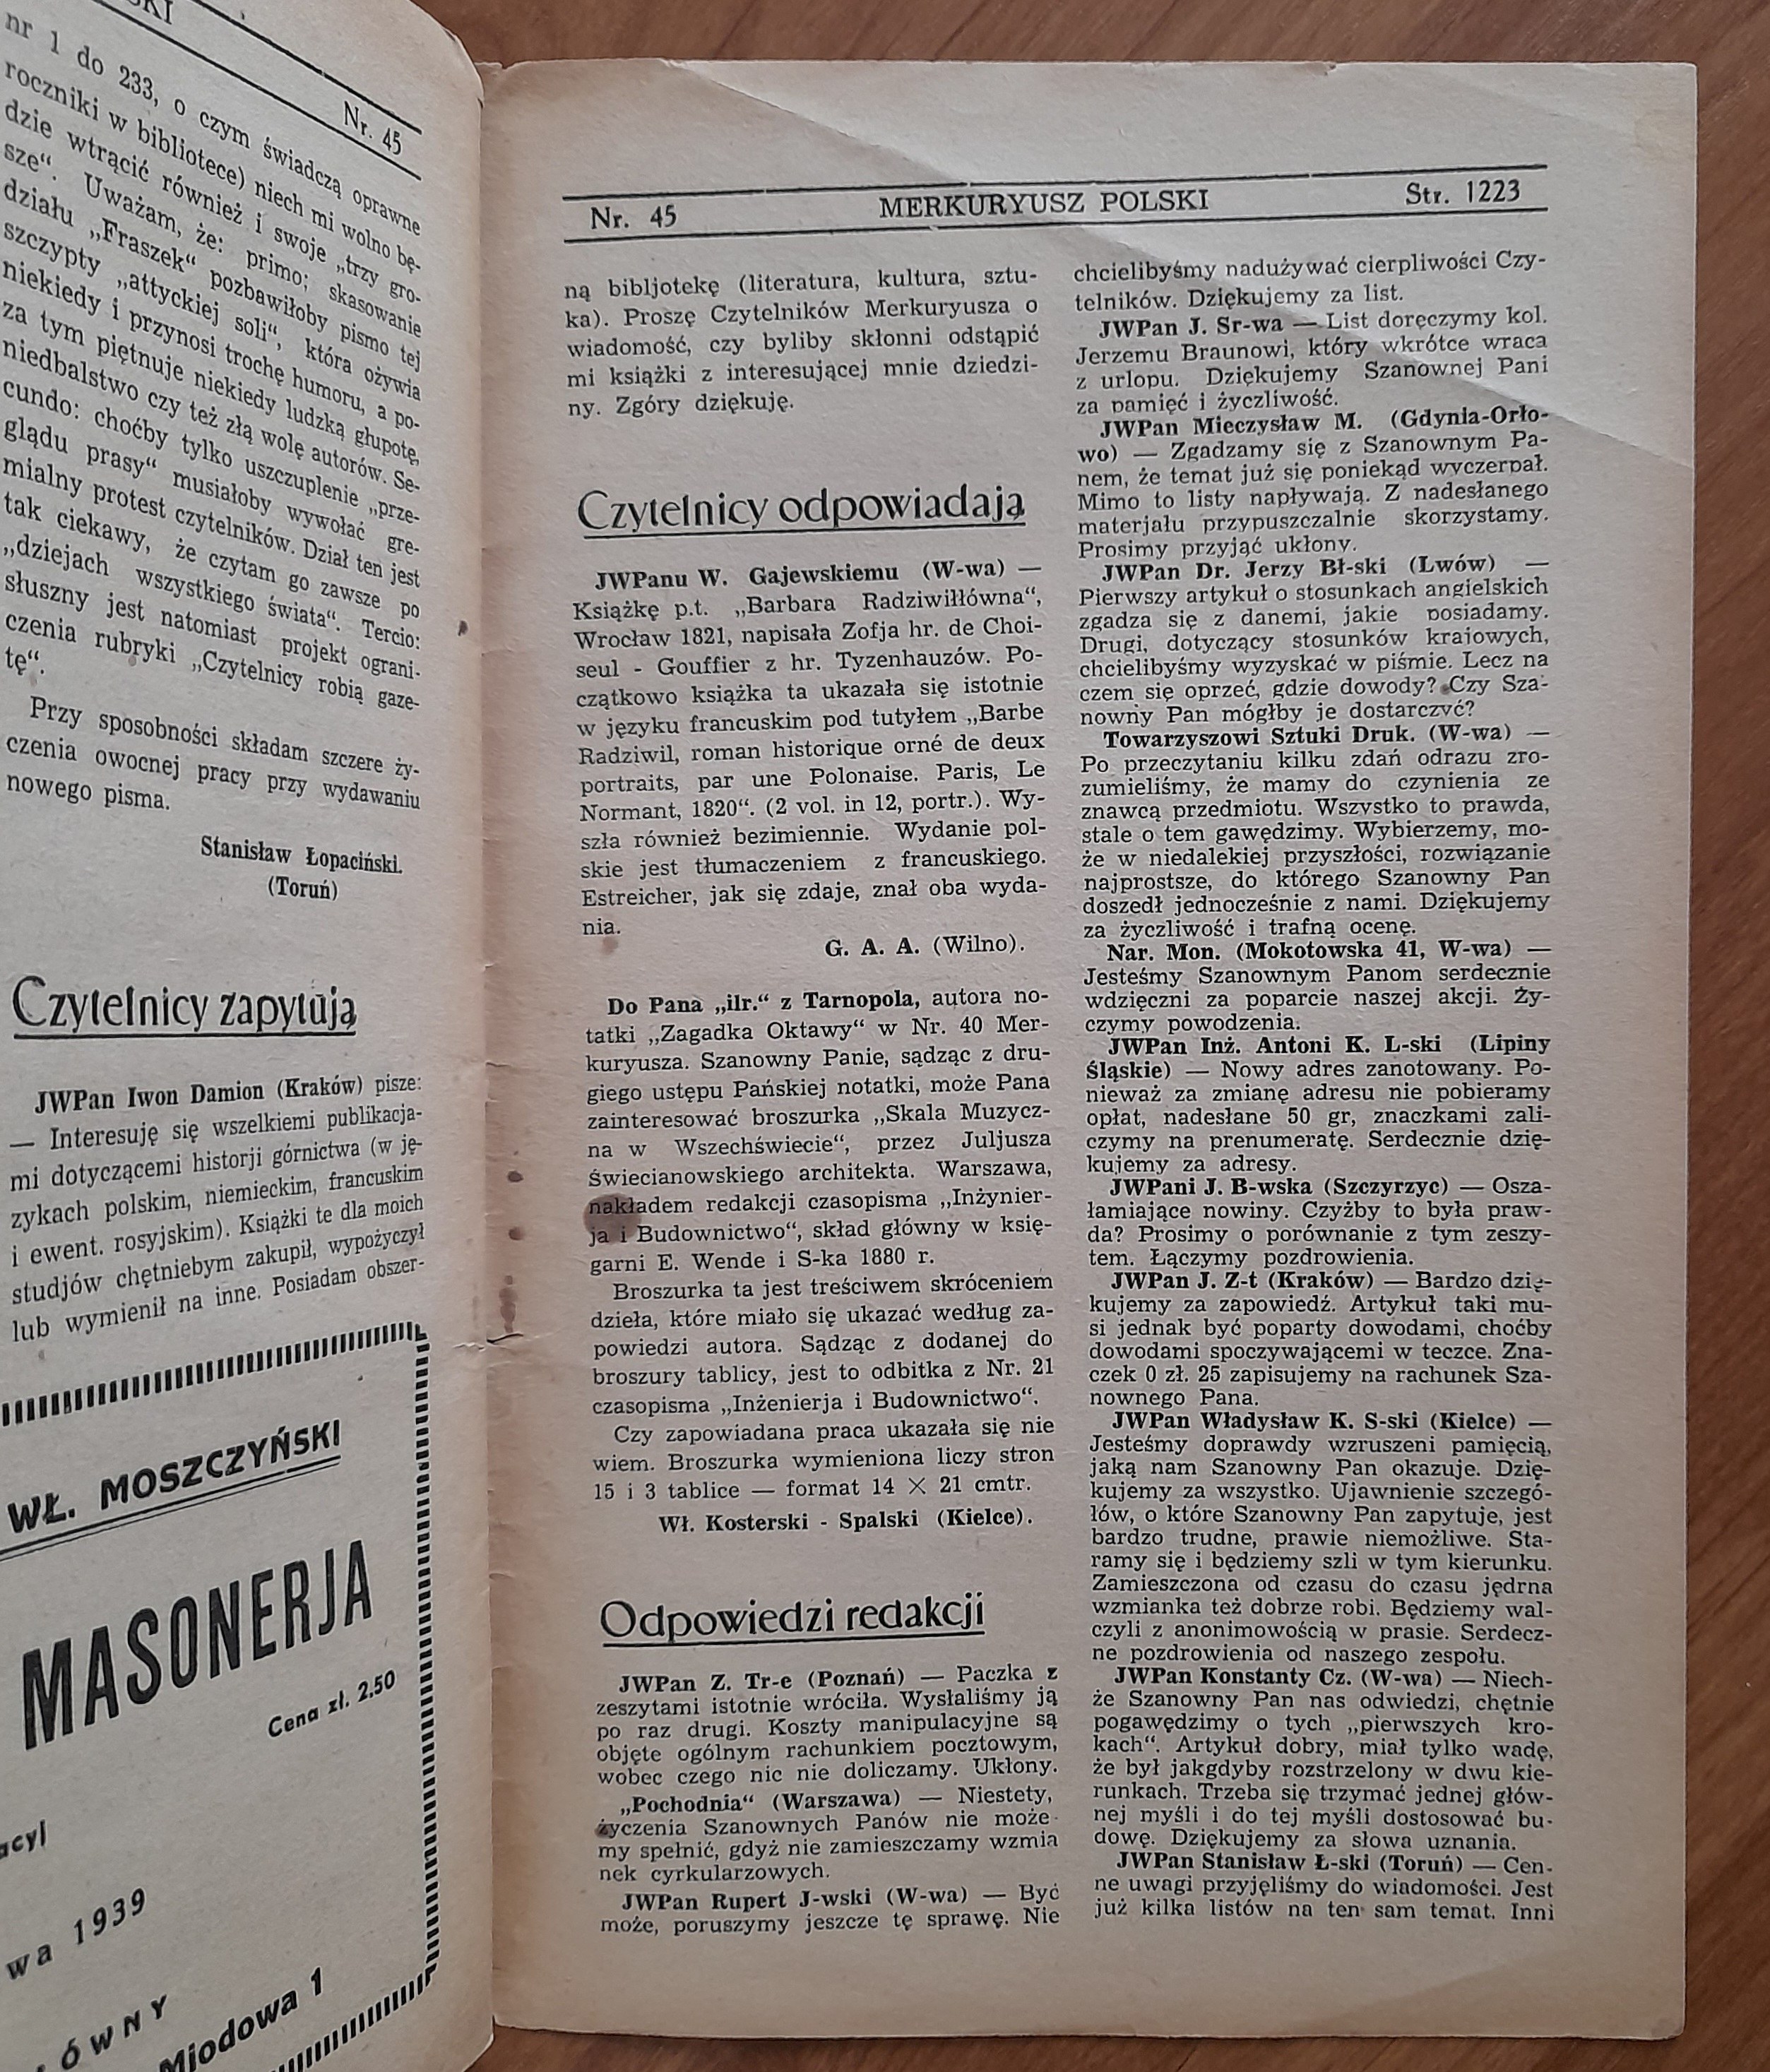 SKI
Nr. 45
nr 1 do 233, o czym świadczą oprawne
roczniki w bibliotece) niech mi wolno bę-
dzie wtrącić również i swoje „trzy gro-
sze“. Uważam, że: primo; skasowanie
działu „Fraszek“ pozbawiłoby pismo tej
szczypty „attyckiej soli“, która ożywia
niekiedy i przynosi trochę humoru, a po-
za tym piętnuje niekiedy ludzką głupotę,
niedbalstwo czy też złą wolę autorów. Se-
cundo: choćby tylko uszczuplenie „prze-
glądu prasy“ musiałoby wywołać gre-
mialny protest czytelników. Dział ten jest
tak ciekawy, że czytam go zawsze po
„dziejach wszystkiego świata“. Tercio:
słuszny jest natomiast projekt ograni-
czenia rubryki „Czytelnicy robią gaze-
tę“.
Przy sposobności składam szczere ży-
czenia owocnej pracy przy wydawaniu
nowego pisma.
Stanisław Łopaciński.
(Toruń)
Czytelnicy zapytują
JWPan Iwon Damion (Kraków) pisze:
— Interesuję się wszelkiemi publikacja-
mi dotyczącemi historji górnictwa (w ję-
zykach polskim, niemieckim, francuskim
i ewent. rosyjskim). Książki te dla moich
studjów chętniebym zakupił, wypożyczył
lub wymienił na inne. Posiadam obszer-
WŁ. MOSZCZYŃSKI
MASONERJA
Cena zł. 2.50
acyl
wa 1939
ÓWNY
Miodowa 1
Nr. 45 MERKURYUSZ POLSKI Str. 1223
ną bibljotekę (literatura, kultura, sztu-
ka). Proszę Czytelników Merkuryusza o
wiadomość, czy byliby skłonni odstąpić
mi książki z interesującej mnie dziedzi-
ny. Zgóry dziękuję.
Czytelnicy odpowiadają
JWPanu W. Gajewskiemu (W-wa) —
Książkę p.t. „Barbara Radziwiłłówna“,
Wrocław 1821, napisała Zofja hr. de Choi-
seul - Gouffier z hr. Tyzenhauzów. Po-
czątkowo książka ta ukazała się istotnie
w języku francuskim pod tutyłem „Barbe
Radziwil, roman historique orné de deux
portraits, par une Polonaise. Paris, Le
Normant, 1820“. (2 vol. in 12, portr.). Wy-
szła również bezimiennie. Wydanie pol-
skie jest tłumaczeniem z francuskiego.
Estreicher, jak się zdaje, znał oba wyda-
nia.
G. A. A. (Wilno).
Do Pana „ilr.“ z Tarnopola, autora no-
tatki „Zagadka Oktawy“ w Nr. 40 Mer-
kuryusza. Szanowny Panie, sądząc z dru-
giego ustępu Pańskiej notatki, może Pana
zainteresować broszurka „Skala Muzycz-
na w Wszechświecie“, przez Juljusza
Świecianowskiego architekta. Warszawa,
nakładem redakcji czasopisma „Inżynier-
ja i Budownictwo“, skład główny w księ-
garni E. Wende i S-ka 1880 r.
Broszurka ta jest treściwem skróceniem
dzieła, które miało się ukazać według za-
powiedzi autora. Sądząc z dodanej do
broszury tablicy, jest to odbitka z Nr. 21
czasopisma „Inżenierja i Budownictwo“.
Czy zapowiadana praca ukazała się nie
wiem. Broszurka wymieniona liczy stron
15 i 3 tablice — format 14 × 21 cmtr.
Wł. Kosterski - Spalski (Kielce).
Odpowiedzi redakcji
JWPan Z. Tr-e (Poznań) — Paczka z
zeszytami istotnie wróciła. Wysłaliśmy ją
po raz drugi. Koszty manipulacyjne są
objęte ogólnym rachunkiem pocztowym,
wobec czego nic nie doliczamy. Ukłony.
„Pochodnia“ (Warszawa) — Niestety,
życzenia Szanownych Panów nie może-
my spełnić, gdyż nie zamieszczamy wzmia
nek cyrkularzowych.
JWPan Rupert J-wski (W-wa) — Być
może, poruszymy jeszcze tę sprawę. Nie
chcielibyśmy nadużywać cierpliwości Czy-
telników. Dziękujemy za list.
JWPan J. Sr-wa — List doręczymy kol.
Jerzemu Braunowi, który wkrótce wraca
z urlopu. Dziękujemy Szanownej Pani
za pamięć i życzliwość.
JWPan Mieczysław M. (Gdynia-Orło-
wo) — Zgadzamy się z Szanownym Pa-
nem, że temat już się poniekąd wyczerpał.
Mimo to listy napływają. Z nadesłanego
materjału przypuszczalnie skorzystamy.
Prosimy przyjąć ukłony.
JWPan Dr. Jerzy Bł-ski (Lwów) —
Pierwszy artykuł o stosunkach angielskich
zgadza się z danemi, jakie posiadamy.
Drugi, dotyczący stosunków krajowych,
chcielibyśmy wyzyskać w piśmie. Lecz na
czem się oprzeć, gdzie dowody? Czy Sza-
nowny Pan mógłby je dostarczyć?
Towarzyszowi Sztuki Druk. (W-wa) —
Po przeczytaniu kilku zdań odrazu zro-
zumieliśmy, że mamy do czynienia ze
znawcą przedmiotu. Wszystko to prawda,
stale o tem gawędzimy. Wybierzemy, mo-
że w niedalekiej przyszłości, rozwiązanie
najprostsze, do którego Szanowny Pan
doszedł jednocześnie z nami. Dziękujemy
za życzliwość i trafną ocenę.
Nar. Mon. (Mokotowska 41, W-wa) —
Jesteśmy Szanownym Panom serdecznie
wdzięczni za poparcie naszej akcji. Ży-
czymy powodzenia.
JWPan Inż. Antoni K. L-ski (Lipiny
Śląskie) — Nowy adres zanotowany. Po-
nieważ za zmianę adresu nie pobieramy
opłat, nadesłane 50 gr, znaczkami zali-
czymy na prenumeratę. Serdecznie dzię-
kujemy za adresy.
JWPani J. B-wska (Szczyrzyc) — Osza-
łamiające nowiny. Czyżby to była praw-
da? Prosimy o porównanie z tym zeszy-
tem. Łączymy pozdrowienia.
JWPan J. Z-t (Kraków) — Bardzo dzię-
kujemy za zapowiedź. Artykuł taki mu-
si jednak być poparty dowodami, choćby
dowodami spoczywającemi w teczce. Zna-
czek 0 zł. 25 zapisujemy na rachunek Sza-
nownego Pana.
JWPan Władysław K. S-ski (Kielce) —
Jesteśmy doprawdy wzruszeni pamięcią,
jaką nam Szanowny Pan okazuje. Dzię-
kujemy za wszystko. Ujawnienie szczegó-
łów, o które Szanowny Pan zapytuje, jest
bardzo trudne, prawie niemożliwe. Sta-
ramy się i będziemy szli w tym kierunku.
Zamieszczona od czasu do czasu jędrna
wzmianka też dobrze robi. Będziemy wal-
czyli z anonimowością w prasie. Serdecz-
ne pozdrowienia od naszego zespołu.
JWPan Konstanty Cz. (W-wa) — Niech-
że Szanowny Pan nas odwiedzi, chętnie
pogawędzimy o tych „pierwszych kro-
kach“. Artykuł dobry, miał tylko wadę,
że był jakgdyby rozstrzelony w dwu kie-
runkach. Trzeba się trzymać jednej głów-
nej myśli i do tej myśli dostosować bu-
dowę. Dziękujemy za słowa uznania.
JWPan Stanisław Ł-ski (Toruń) — Cen-
ne uwagi przyjęliśmy do wiadomości. Jest
już kilka listów na ten sam temat. Inni